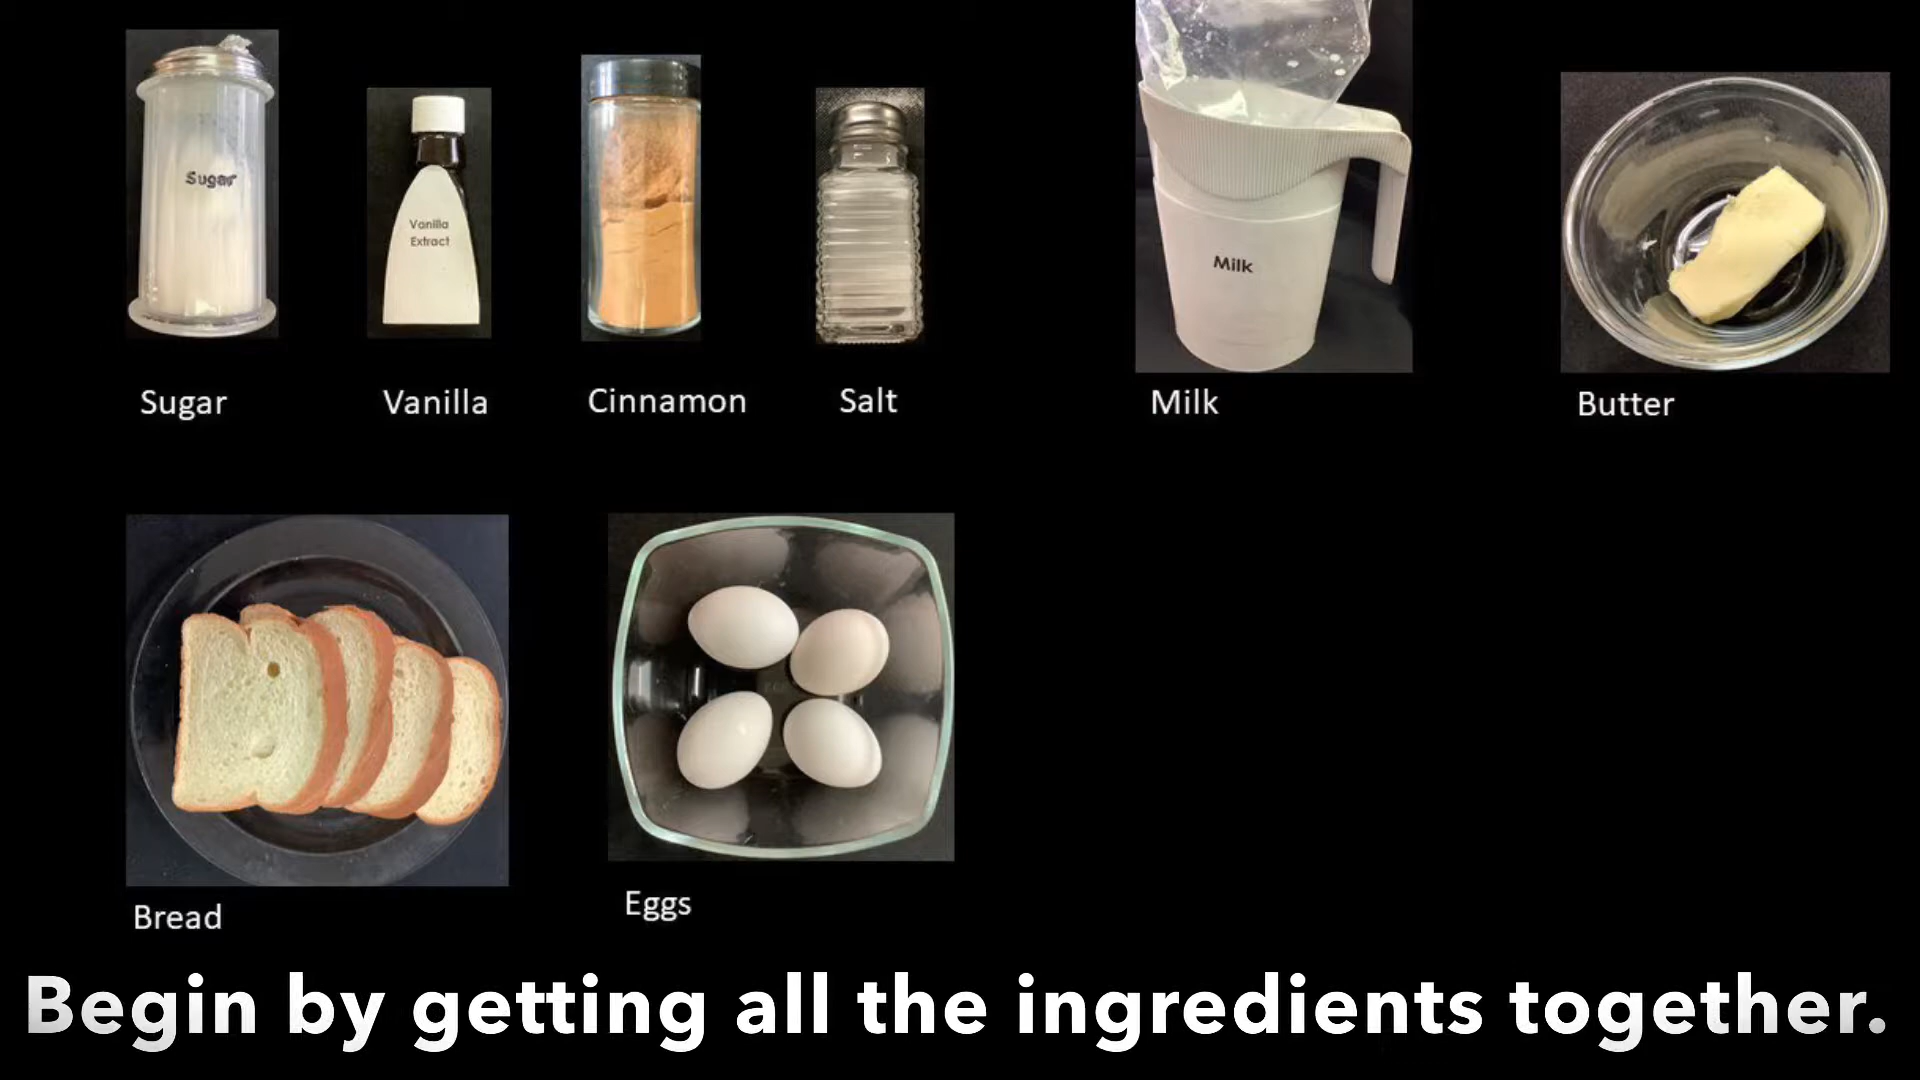 Sugar
Vanilla
Extract
Milk
Sugar
Vanilla
Cinnamon
Salt
Milk
Butter
Bread
Eggs
Begin by getting all the ingredients together.